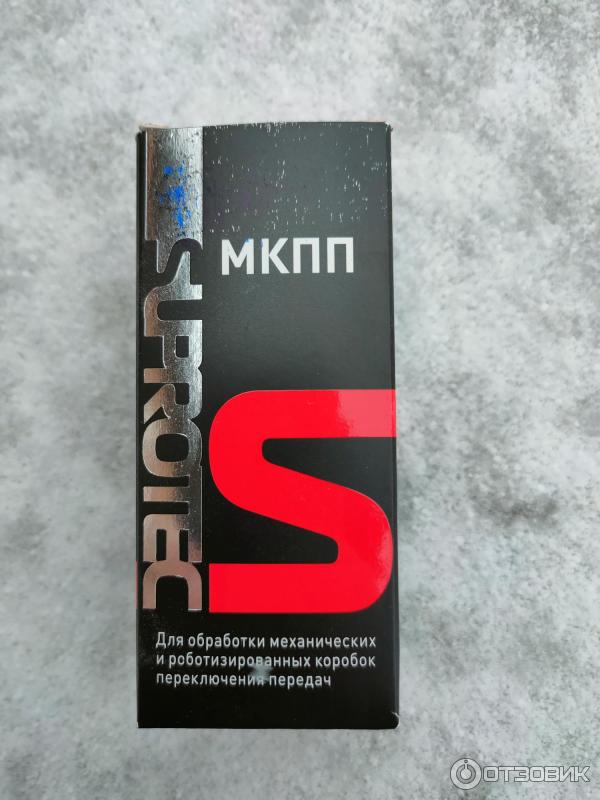 SUPROTEC
МКПП
S
Для обработки механических
и роботизированных коробок
переключения передач
ОТЗОВИК